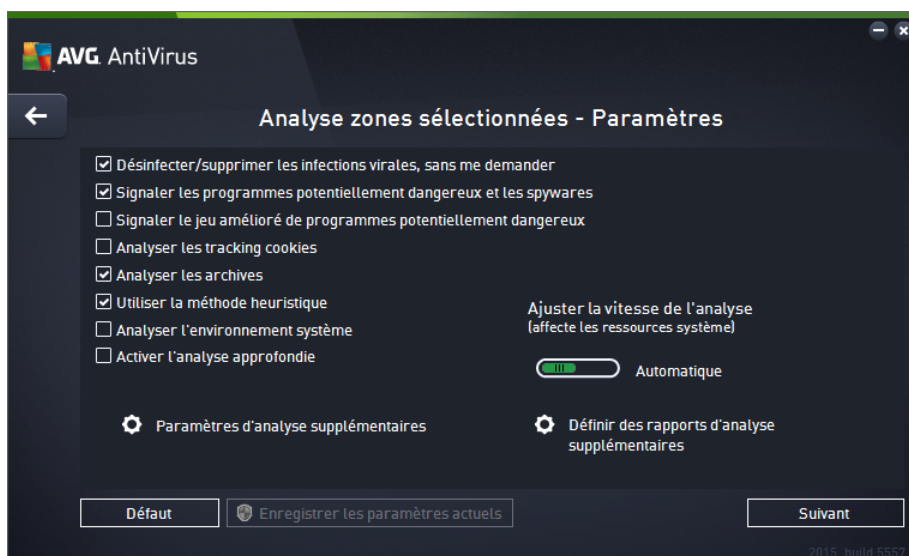 AVG AntiVirus
Analyse zones sélectionnées - Paramètres
Désinfecter/supprimer les infections virales, sans me demander
Signaler les programmes potentiellement dangereux et les spywares
Signaler le jeu amélioré de programmes potentiellement dangereux
Analyser les tracking cookies
Analyser les archives
Utiliser la méthode heuristique
Analyser l'environnement système
Activer l'analyse approfondie
Ajuster la vitesse de l'analyse
(affecte les ressources système)
Automatique
Paramètres d'analyse supplémentaires
Définir des rapports d'analyse
supplémentaires
Défaut
Enregistrer les paramètres actuels
Suivant
2015, build 5557